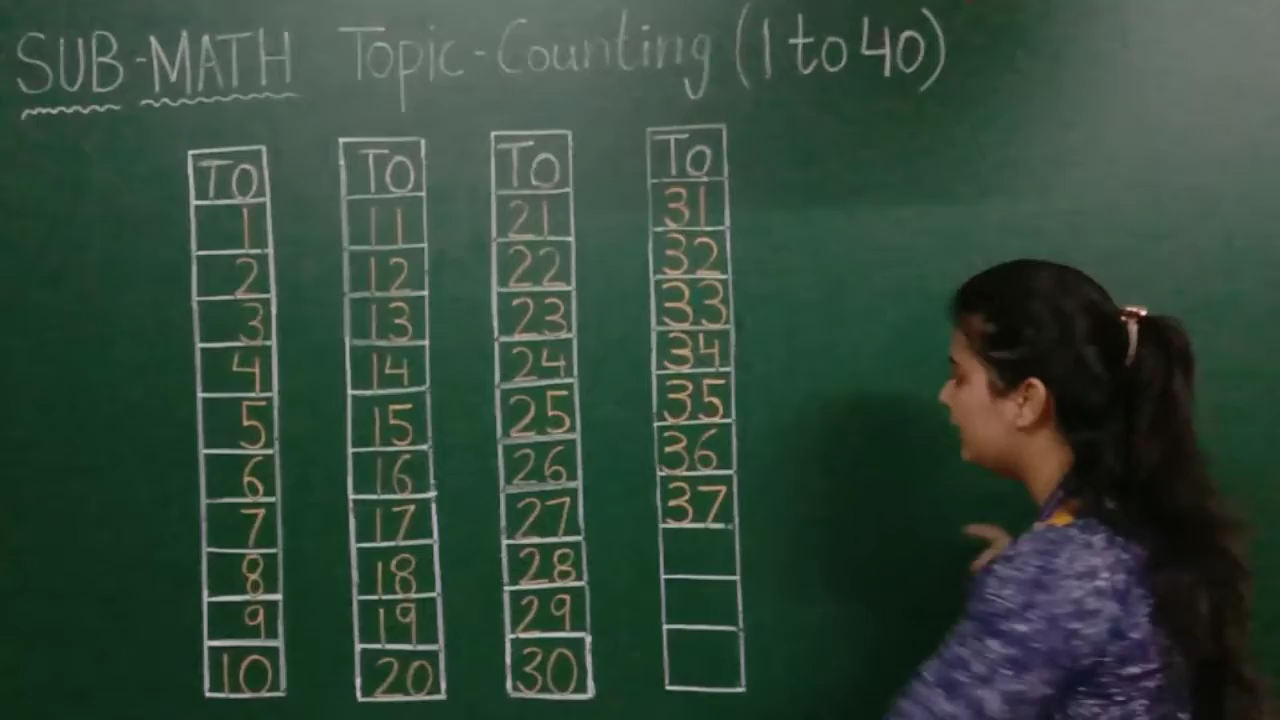 SUB-MATH Topic-Counting (1 to 40)
TO TO TO TO
1 11 21 31
2 12 22 32
3 13 23 33
4 14 24 34
5 15 25 35
6 16 26 36
7 17 27 37
8 18 28
9 19 29
10 20 30